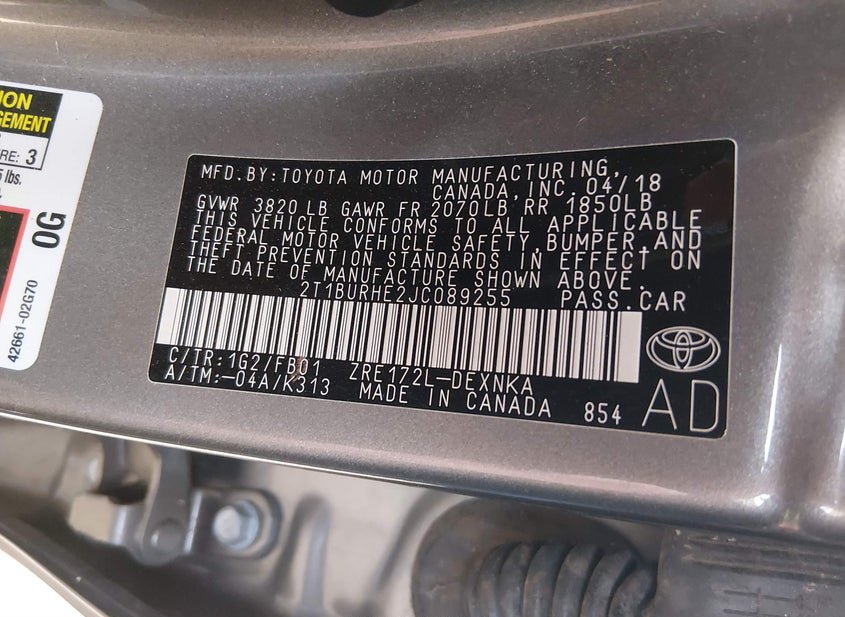 ION
GEMENT
RE: 3
5 lbs.
0G
42661-02G70
MFD.BY:TOYOTA MOTOR MANUFACTURING,
CANADA,INC. 04/18
GVWR 3820LB GAWR FR 2070LB RR 1850LB
THIS VEHICLE CONFORMS TO ALL APPLICABLE
FEDERAL MOTOR VEHICLE SAFETY,BUMPER,AND
THEFT PREVENTION STANDARDS IN EFFECT ON
THE DATE OF MANUFACTURE SHOWN ABOVE.
2T1BURHE2JC089255 PASS.CAR
C/TR:1G2/FB01 ZRE172L-DEXNKA
A/TM:-04A/K313 MADE IN CANADA 854
AD